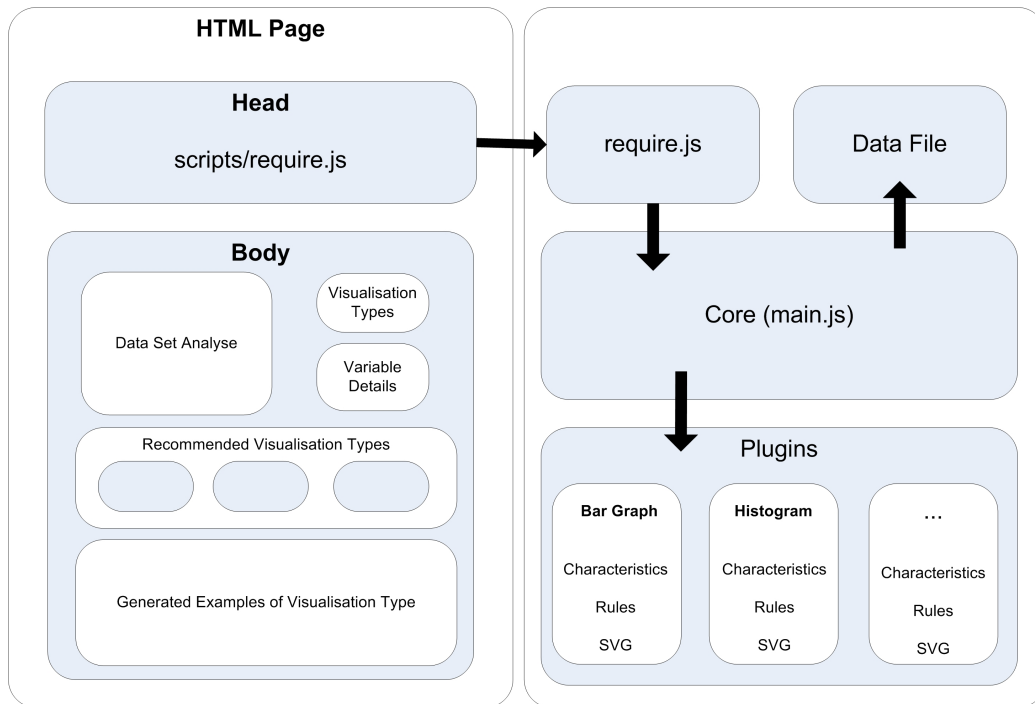 HTML Page
Head
scripts/require.js
Body
Data Set Analyse
Visualisation
Types
Variable
Details
Recommended Visualisation Types
Generated Examples of Visualisation Type
require.js
Data File
Core (main.js)
Plugins
Bar Graph
Characteristics
Rules
SVG
Histogram
Characteristics
Rules
SVG
...
Characteristics
Rules
SVG